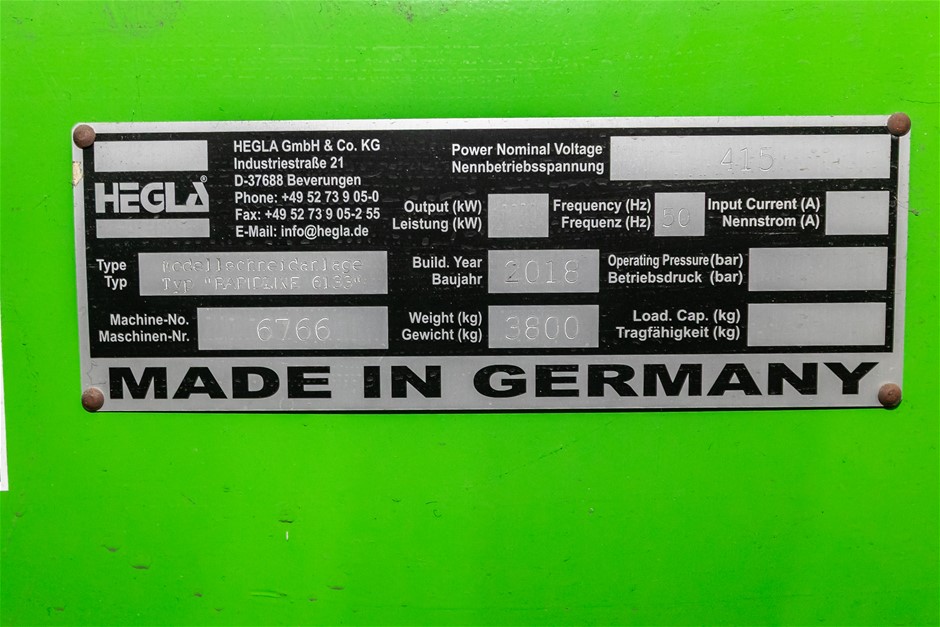 HEGLA®
HEGLA GmbH & Co. KG
Industriestraße 21
D-37688 Beverungen
Phone: +49 52 73 9 05-0
Fax: +49 52 73 9 05-2 55
E-Mail: info@hegla.de
Power Nominal Voltage
Nennbetriebsspannung
415
Output (kW)
Leistung (kW)
Frequency (Hz)
Frequenz (Hz)
50
Input Current (A)
Nennstrom (A)
Type
Typ
Typ
Build. Year
Baujahr
2018
Operating Pressure (bar)
Betriebsdruck (bar)
Machine-No.
Maschinen-Nr.
6766
Weight (kg)
Gewicht (kg)
3800
Load. Cap. (kg)
Tragfähigkeit (kg)
MADE IN GERMANY